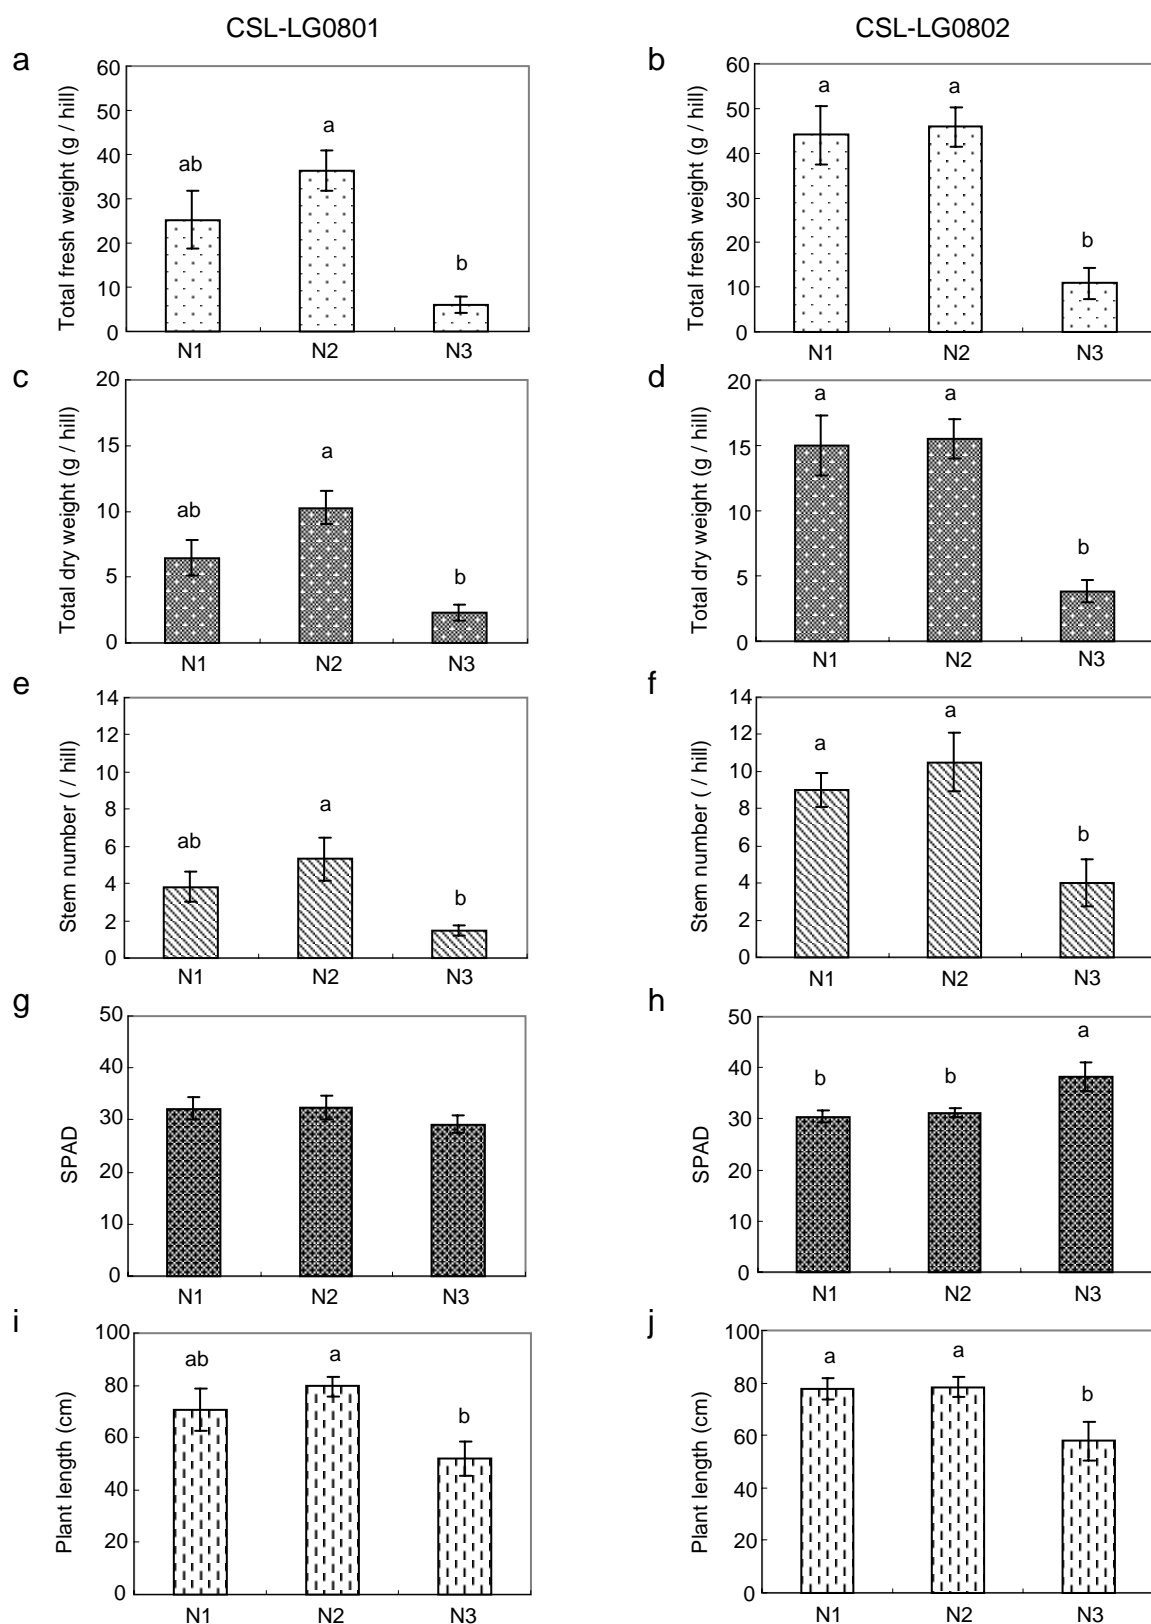 CSL-LG0801
CSL-LG0802
a
Total fresh weight (g / hill)
60
50
40
30
20
10
0
ab
a
b
N1
N2
N3
b
Total fresh weight (g / hill)
60
50
40
30
20
10
0
a
a
b
N1
N2
N3
c
Total dry weight (g / hill)
20
15
10
5
0
ab
a
b
N1
N2
N3
d
Total dry weight (g / hill)
20
15
10
5
0
a
a
b
N1
N2
N3
e
Stem number ( / hill)
14
12
10
8
6
4
2
0
ab
a
b
N1
N2
N3
f
Stem number ( / hill)
14
12
10
8
6
4
2
0
a
a
b
N1
N2
N3
g
SPAD
50
40
30
20
10
0
N1
N2
N3
h
SPAD
50
40
30
20
10
0
b
b
a
N1
N2
N3
i
Plant length (cm)
100
80
60
40
20
0
ab
a
b
N1
N2
N3
j
Plant length (cm)
100
80
60
40
20
0
a
a
b
N1
N2
N3